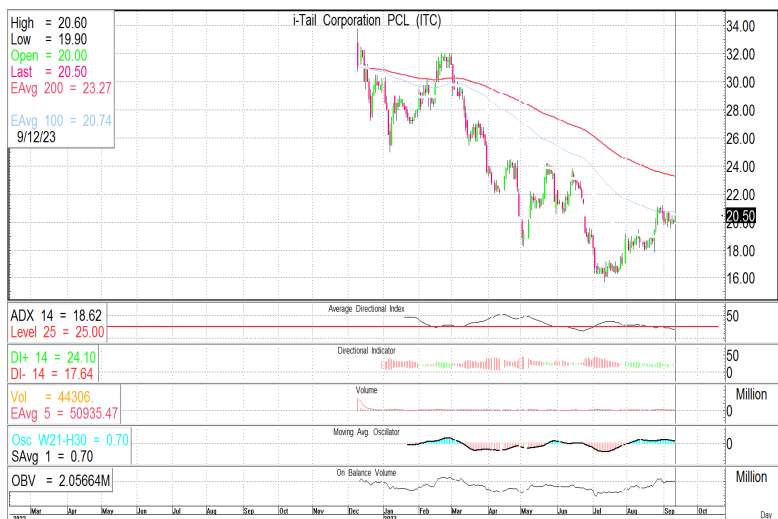 i-Tail Corporation PCL (ITC)
High = 20.60
Low = 19.90
Open = 20.00
Last = 20.50
EAvg 200 = 23.27
EAvg 100 = 20.74
9/12/23
34.00
32.00
30.00
28.00
26.00
24.00
22.00
20.50
20.00
18.00
16.00
Average Directional Index
ADX 14 = 18.62
Level 25 = 25.00
50
Directional Indicator
DI+ 14 = 24.10
DI- 14 = 17.64
50
0
Volume
Vol = 44306.
EAvg 5 = 50935.47
Million
0
Moving Avg. Oscillator
Osc W21-H30 = 0.70
SAvg 1 = 0.70
0
On Balance Volume
OBV = 2.05664M
Million
Mar Apr May Jun Jul Aug Sep Oct Nov Dec Jan Feb Mar Apr May Jun Jul Aug Sep Oct
Day